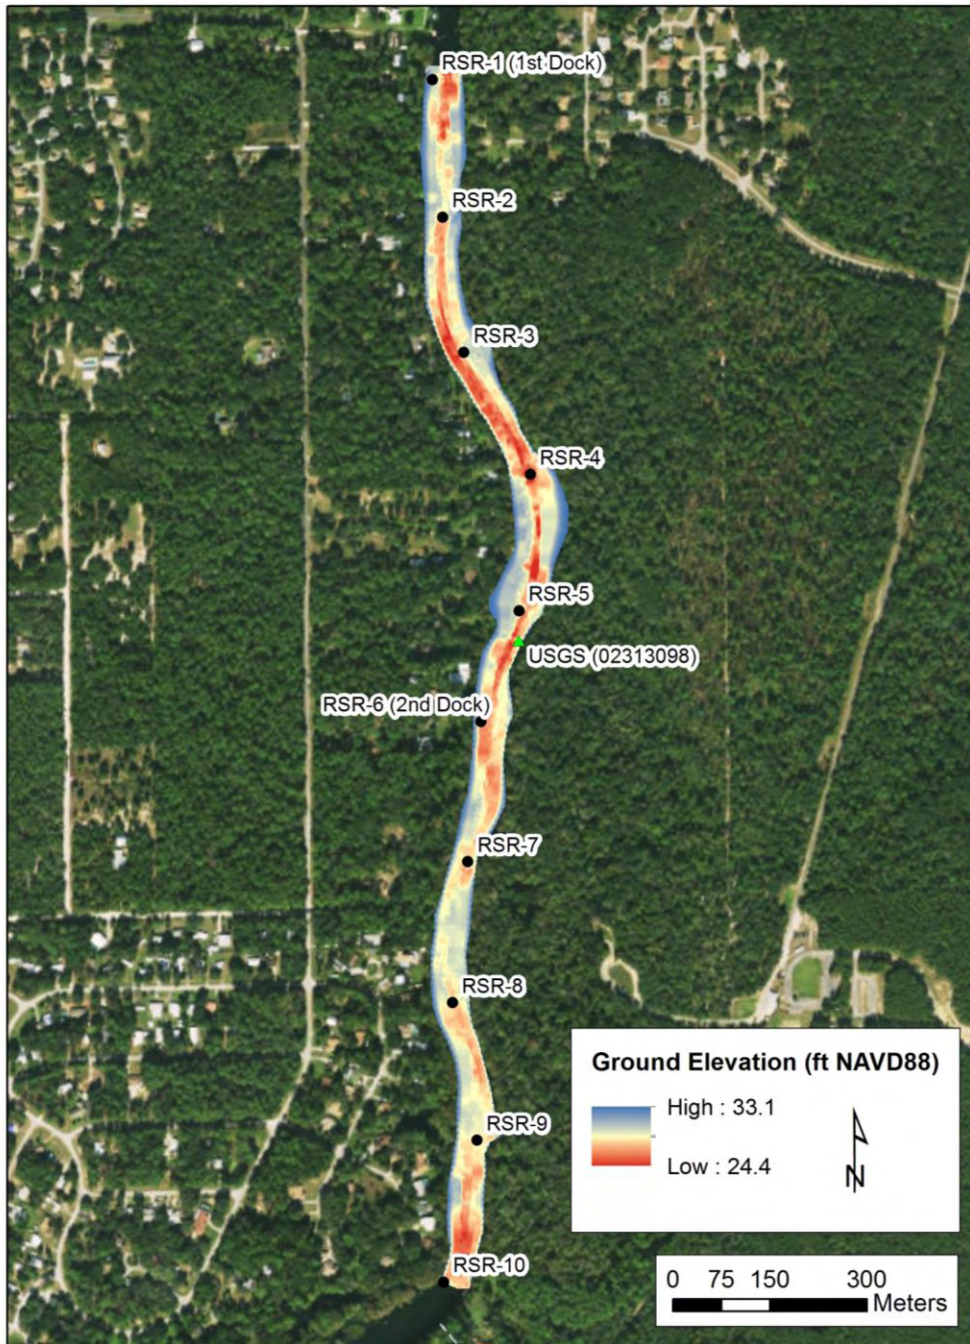 RSR-1 (1st Dock)
RSR-2
RSR-3
RSR-4
RSR-5
USGS (02313098)
RSR-6 (2nd Dock)
RSR-7
RSR-8
Ground Elevation (ft NAVD88)
High : 33.1
Low : 24.4
N
RSR-9
RSR-10
0 75 150 300
Meters